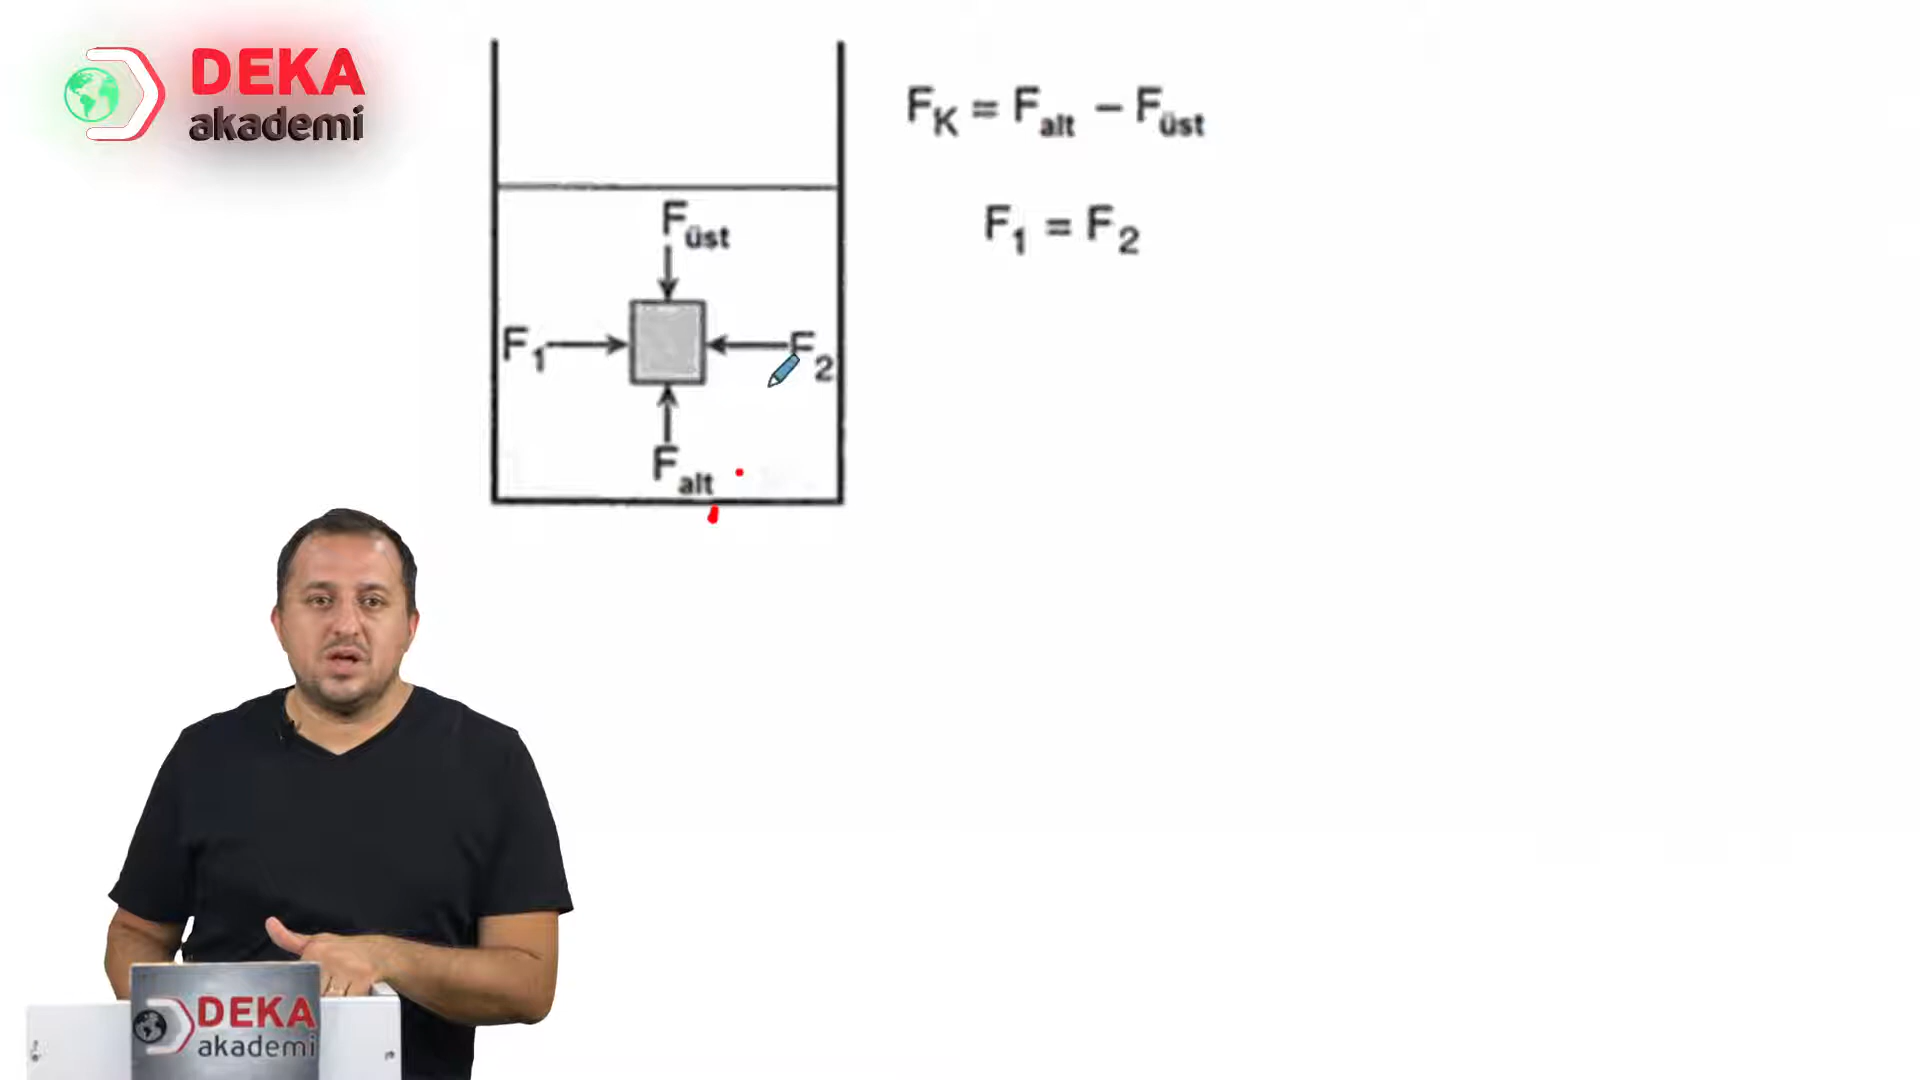 DEKA
akademi
F_K = F_alt − F_üst
F_1 = F_2
F_üst
F_1
F_2
F_alt
DEKA
akademi